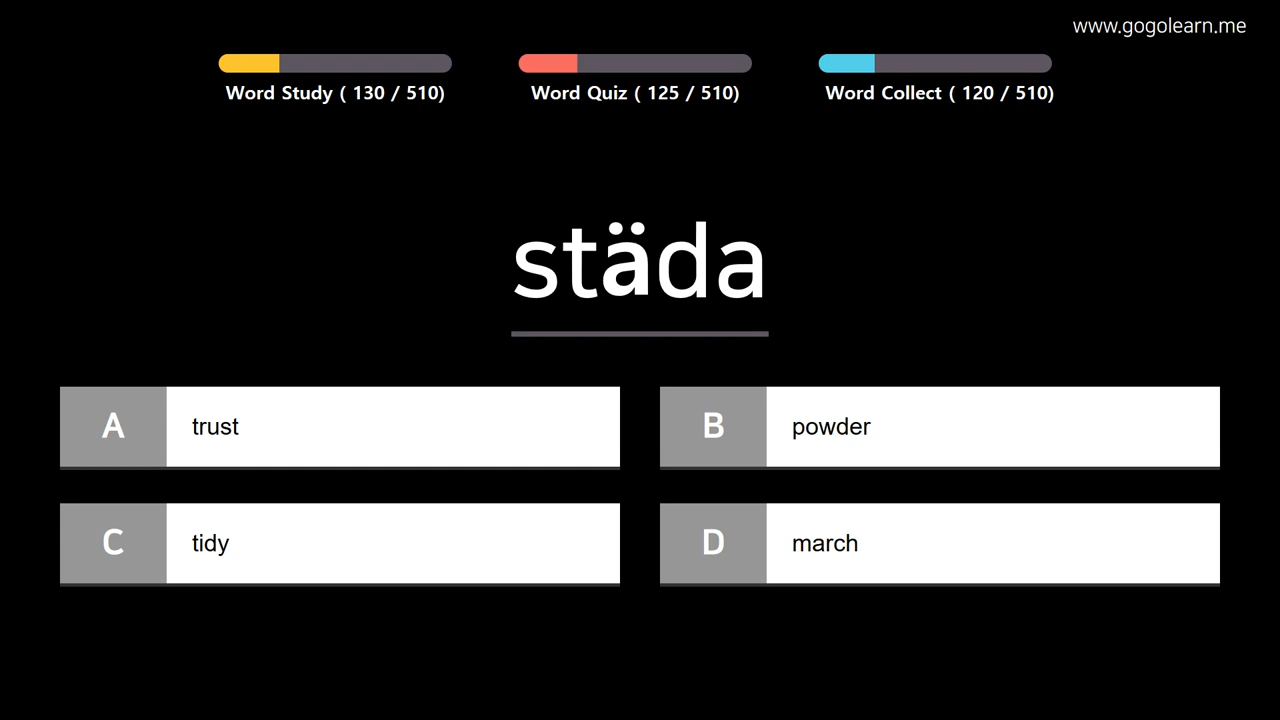 www.gogolearn.me
Word Study ( 130 / 510)
Word Quiz ( 125 / 510)
Word Collect ( 120 / 510)
städa
A trust
B powder
C tidy
D march